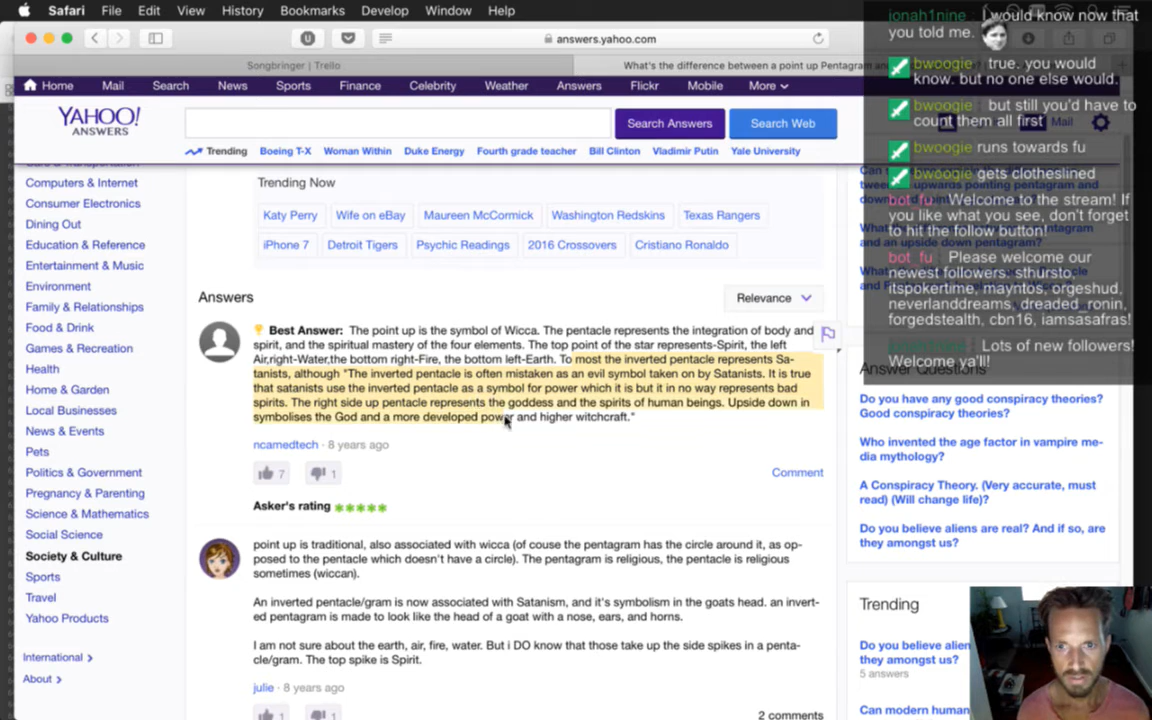 Safari File Edit View History Bookmarks Develop Window Help
answers.yahoo.com
Songbringer | Trello
What's the difference between a point up Pentagram an
Home Mail Search News Sports Finance Celebrity Weather Answers Flickr Mobile More
YAHOO!
ANSWERS
Search Answers
Search Web
Mail
Trending Boeing T-X Woman Within Duke Energy Fourth grade teacher Bill Clinton Vladimir Putin Yale University
Computers & Internet
Consumer Electronics
Dining Out
Education & Reference
Entertainment & Music
Environment
Family & Relationships
Food & Drink
Games & Recreation
Health
Home & Garden
Local Businesses
News & Events
Pets
Politics & Government
Pregnancy & Parenting
Science & Mathematics
Social Science
Society & Culture
Sports
Travel
Yahoo Products
International
About
Trending Now
Katy Perry Wife on eBay Maureen McCormick Washington Redskins Texas Rangers
iPhone 7 Detroit Tigers Psychic Readings 2016 Crossovers Cristiano Ronaldo
Answers
Relevance
Best Answer: The point up is the symbol of Wicca. The pentacle represents the integration of body and
spirit, and the spiritual mastery of the four elements. The top point of the star represents-Spirit, the left
Air,right-Water,the bottom right-Fire, the bottom left-Earth. To most the inverted pentacle represents Sa-
tanists, although "The inverted pentacle is often mistaken as an evil symbol taken on by Satanists. It is true
that satanists use the inverted pentacle as a symbol for power which it is but it in no way represents bad
spirits. The right side up pentacle represents the goddess and the spirits of human beings. Upside down in
symbolises the God and a more developed power and higher witchcraft."
ncamedtech · 8 years ago
7
1
Comment
Asker's rating
point up is traditional, also associated with wicca (of couse the pentagram has the circle around it, as op-
posed to the pentacle which doesn't have a circle). The pentagram is religious, the pentacle is religious
sometimes (wiccan).
An inverted pentacle/gram is now associated with Satanism, and it's symbolism in the goats head. an invert-
ed pentagram is made to look like the head of a goat with a nose, ears, and horns.
I am not sure about the earth, air, fire, water. But i DO know that those take up the side spikes in a penta-
cle/gram. The top spike is Spirit.
julie · 8 years ago
1
1
2 comments
jonah1nine I would know now that
you told me.
bwoogie true. you would
know. but no one else would.
bwoogie but still you'd have to
count them all first
bwoogie runs towards fu
bwoogie gets clotheslined
bot_fu Welcome to the stream! If
you like what you see, don't forget
to hit the follow button!
bot_fu Please welcome our
newest followers. sthursto,
itspokertime, mayntos, orgeshud,
neverlanddreams, dreaded_ronin,
forgedstealth, cbn16, iamsasafras!
Lots of new followers!
Welcome ya'll!
Answer Questions
Do you have any good conspiracy theories?
Good conspiracy theories?
Who invented the age factor in vampire me-
dia mythology?
A Conspiracy Theory. (Very accurate, must
read) (Will change life)?
Do you believe aliens are real? And if so, are
they amongst us?
Trending
Do you believe alien
they amongst us?
5 answers
Can modern human